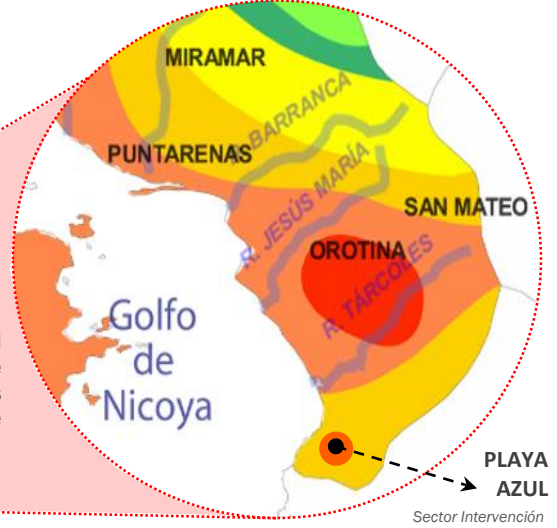 MIRAMAR
R. BARRANCA
PUNTARENAS
R. JESÚS MARÍA
SAN MATEO
OROTINA
R. TÁRCOLES
Golfo
de
Nicoya
PLAYA
AZUL
Sector Intervención